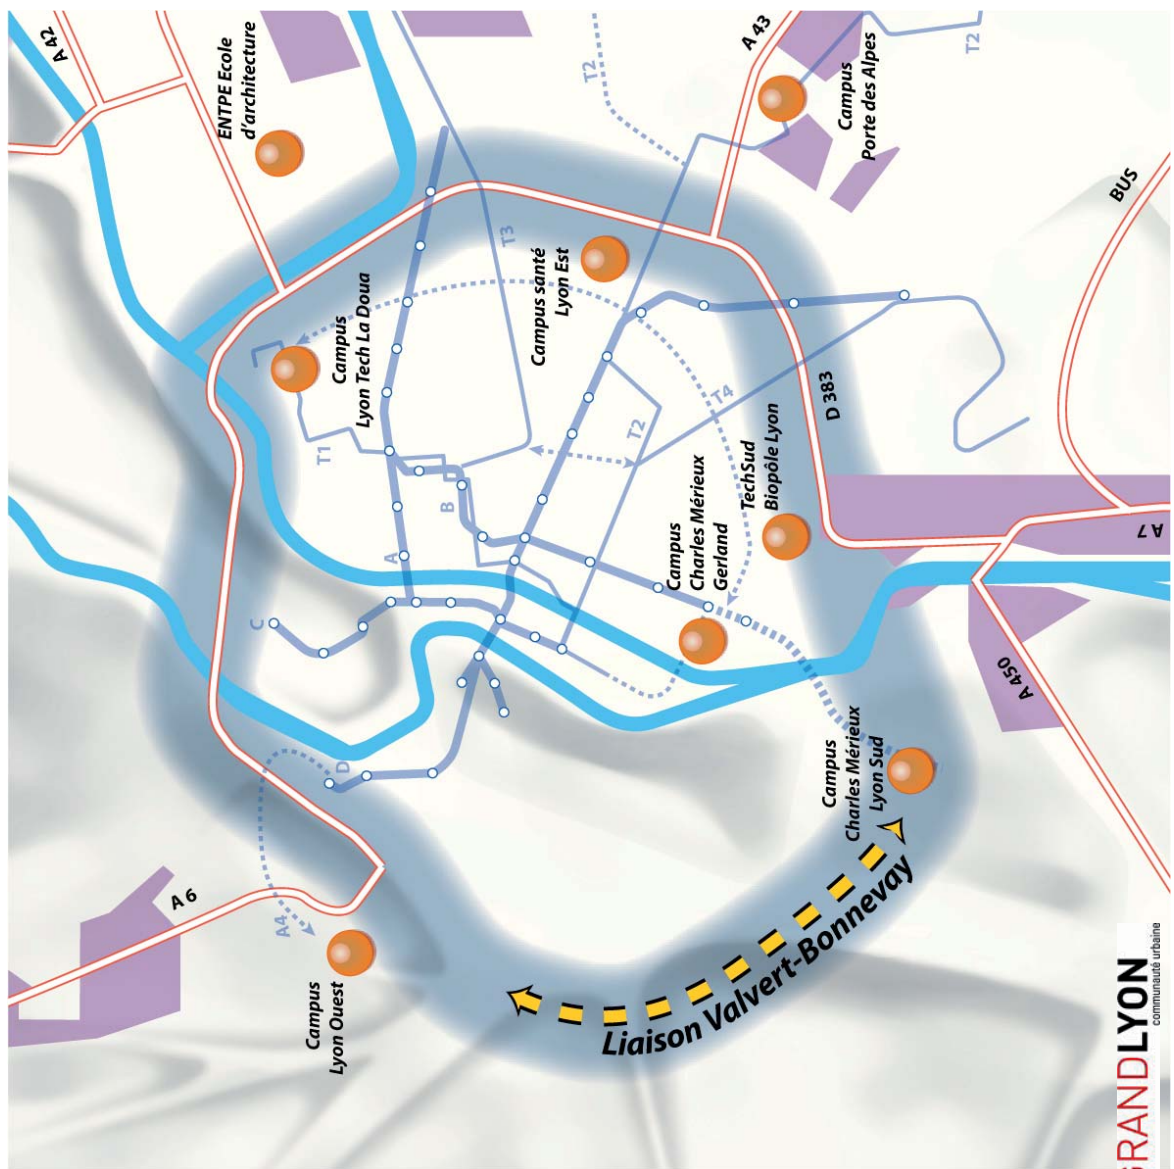 A 42
ENTPE Ecole
d'architecture
A 6
C
A4
Campus
Lyon Ouest
T1
Campus
Lyon Tech La Doua
D
A
B
T3
Campus santé
Lyon Est
T2
T2
T4
Liaison Valvert-Bonnevay
Campus
Charles Mérieux
Gerland
TechSud
Biopôle Lyon
A 43
Campus
Porte des Alpes
D 383
Campus
Charles Mérieux
Lyon Sud
T2
A 450
BUS
A 7
GRANDLYON
communauté urbaine